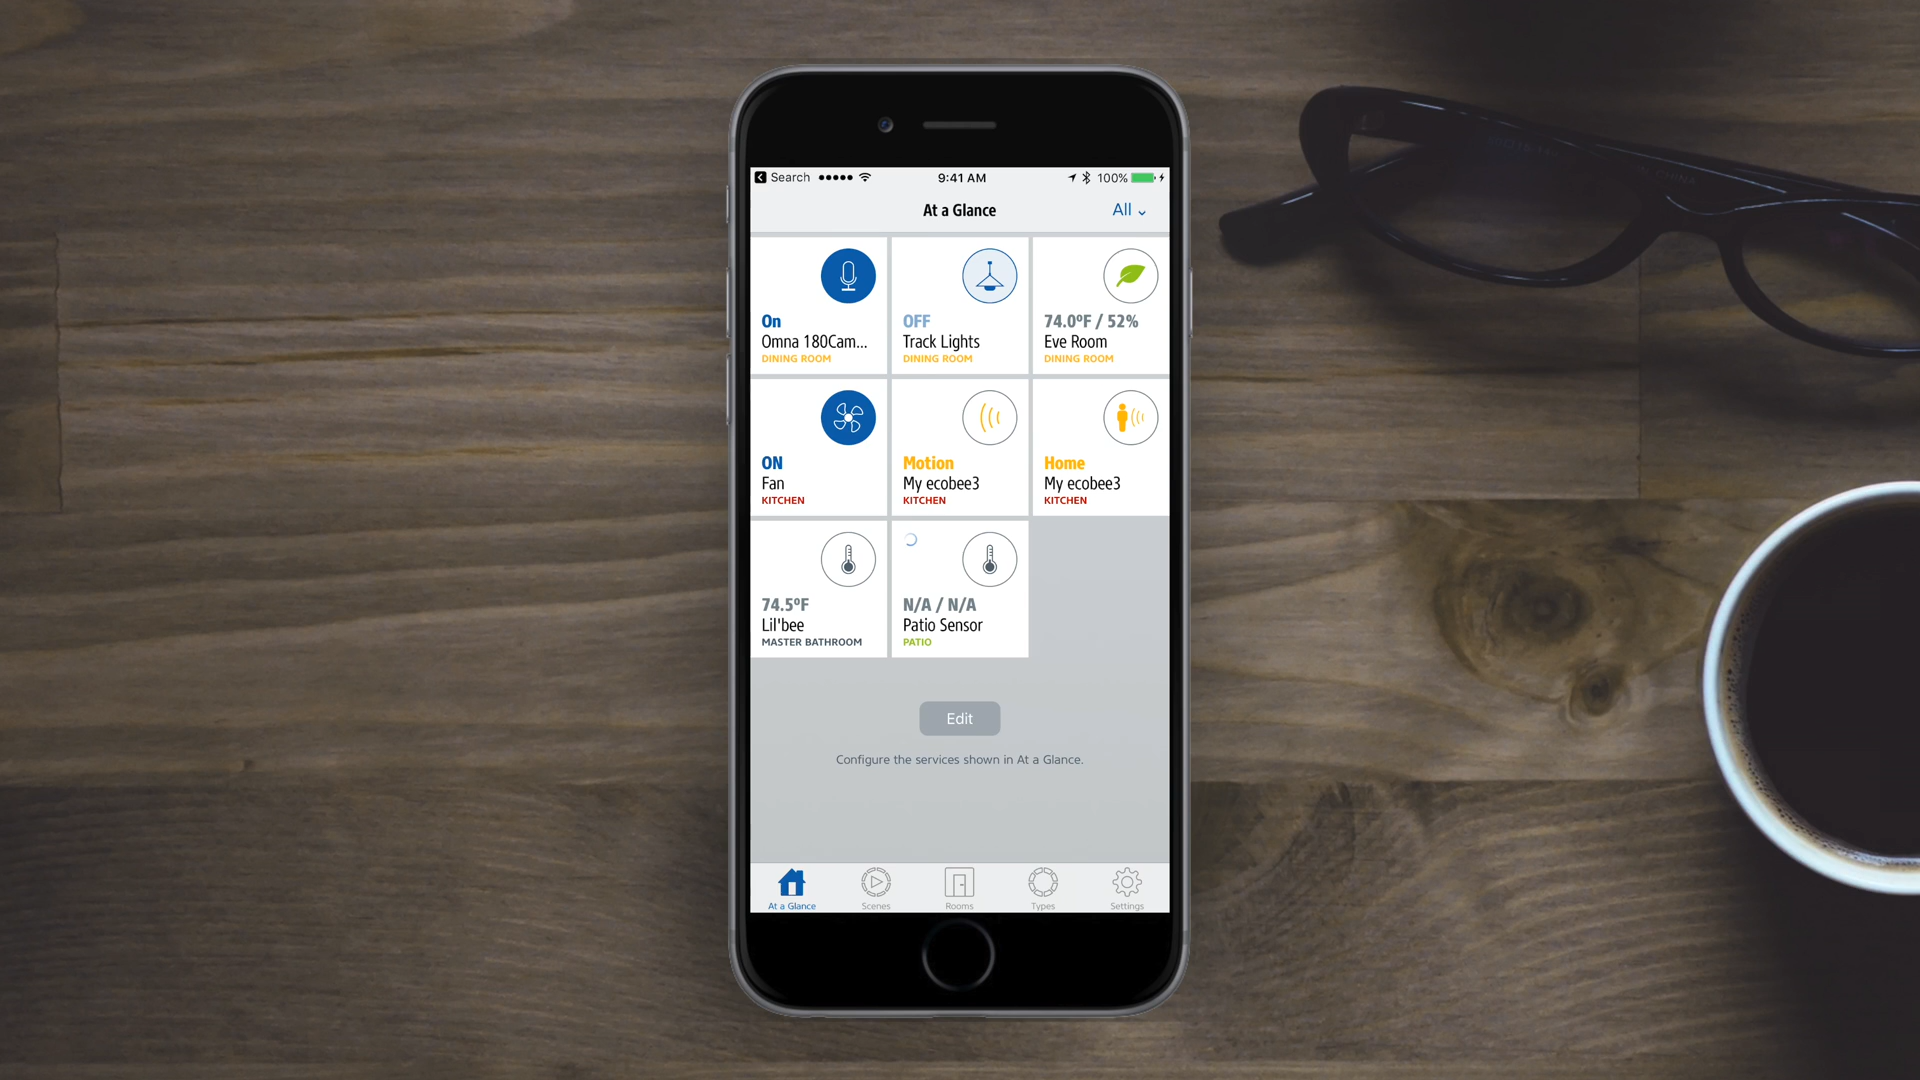 Search
9:41 AM
100%
At a Glance
All
On
Omna 180Cam...
DINING ROOM
OFF
Track Lights
DINING ROOM
74.0°F / 52%
Eve Room
DINING ROOM
ON
Fan
KITCHEN
Motion
My ecobee3
KITCHEN
Home
My ecobee3
KITCHEN
74.5°F
Lil'bee
MASTER BATHROOM
N/A / N/A
Patio Sensor
PATIO
Edit
Configure the services shown in At a Glance.
At a Glance
Scenes
Rooms
Types
Settings
CHINA